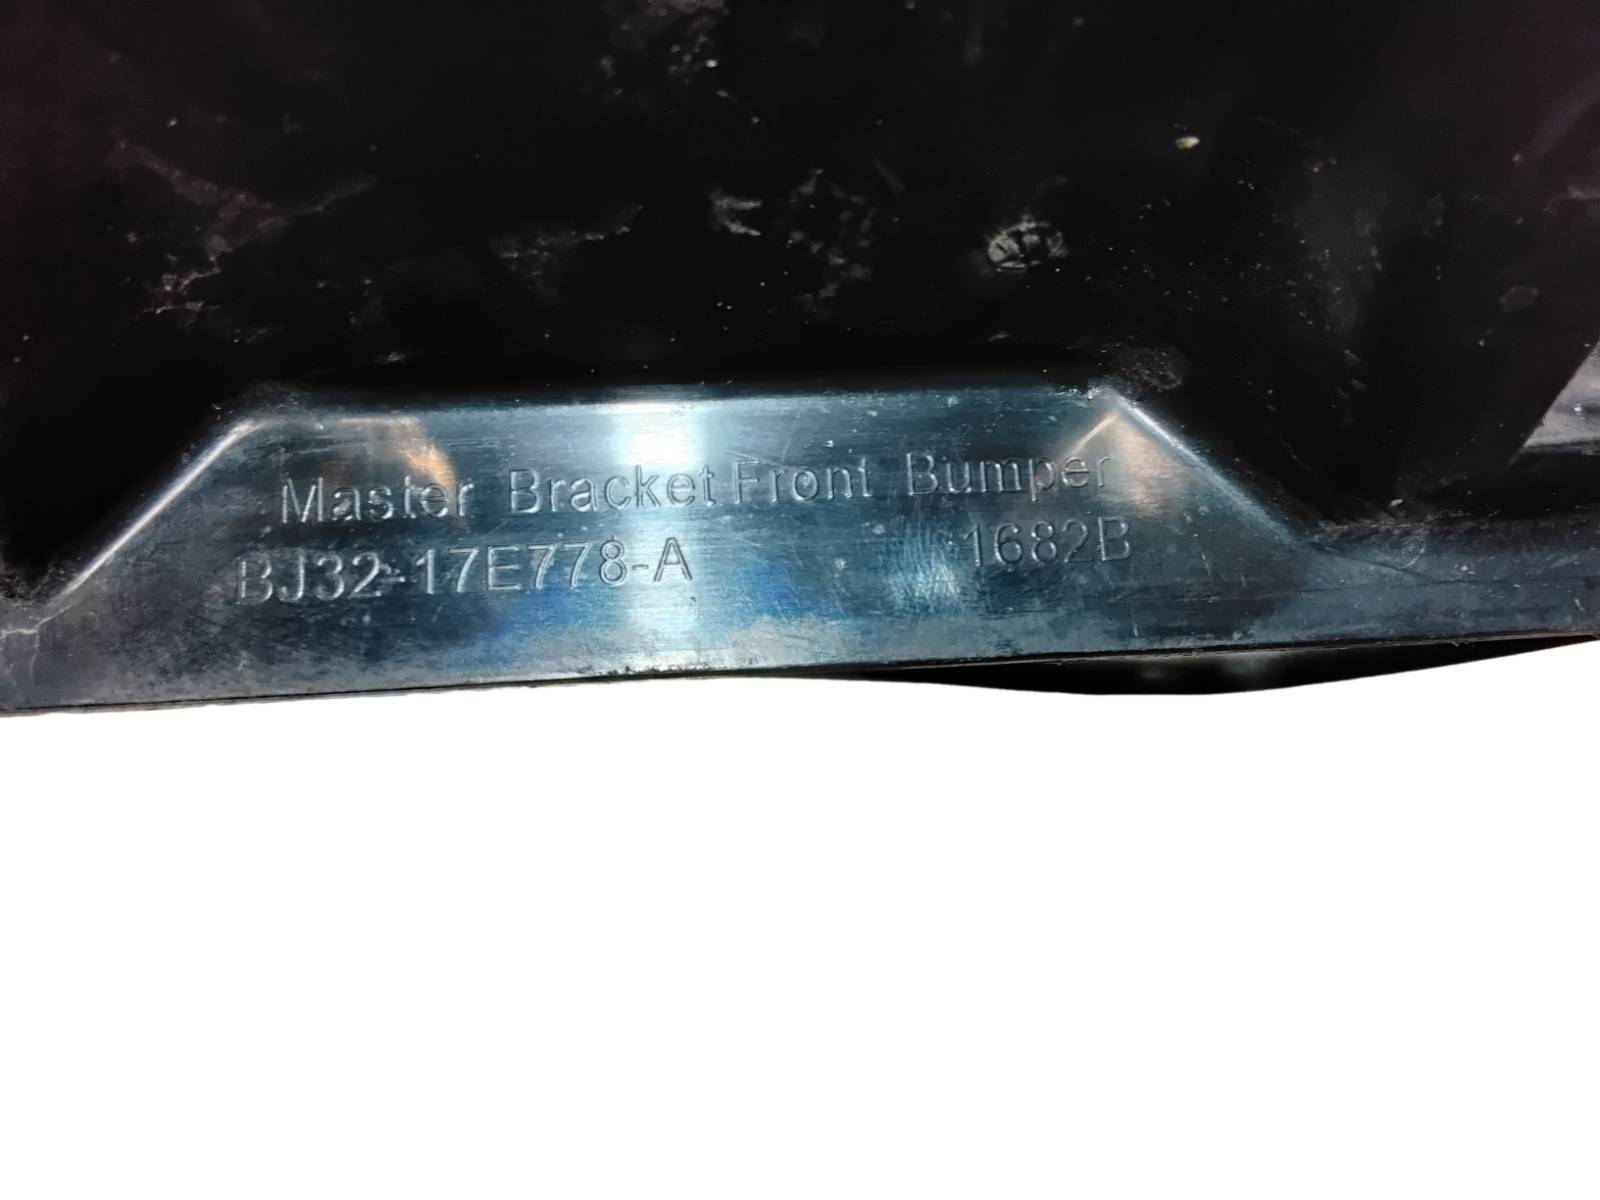 Master Bracket Front Bumper
BJ32-17E778-A 1682B